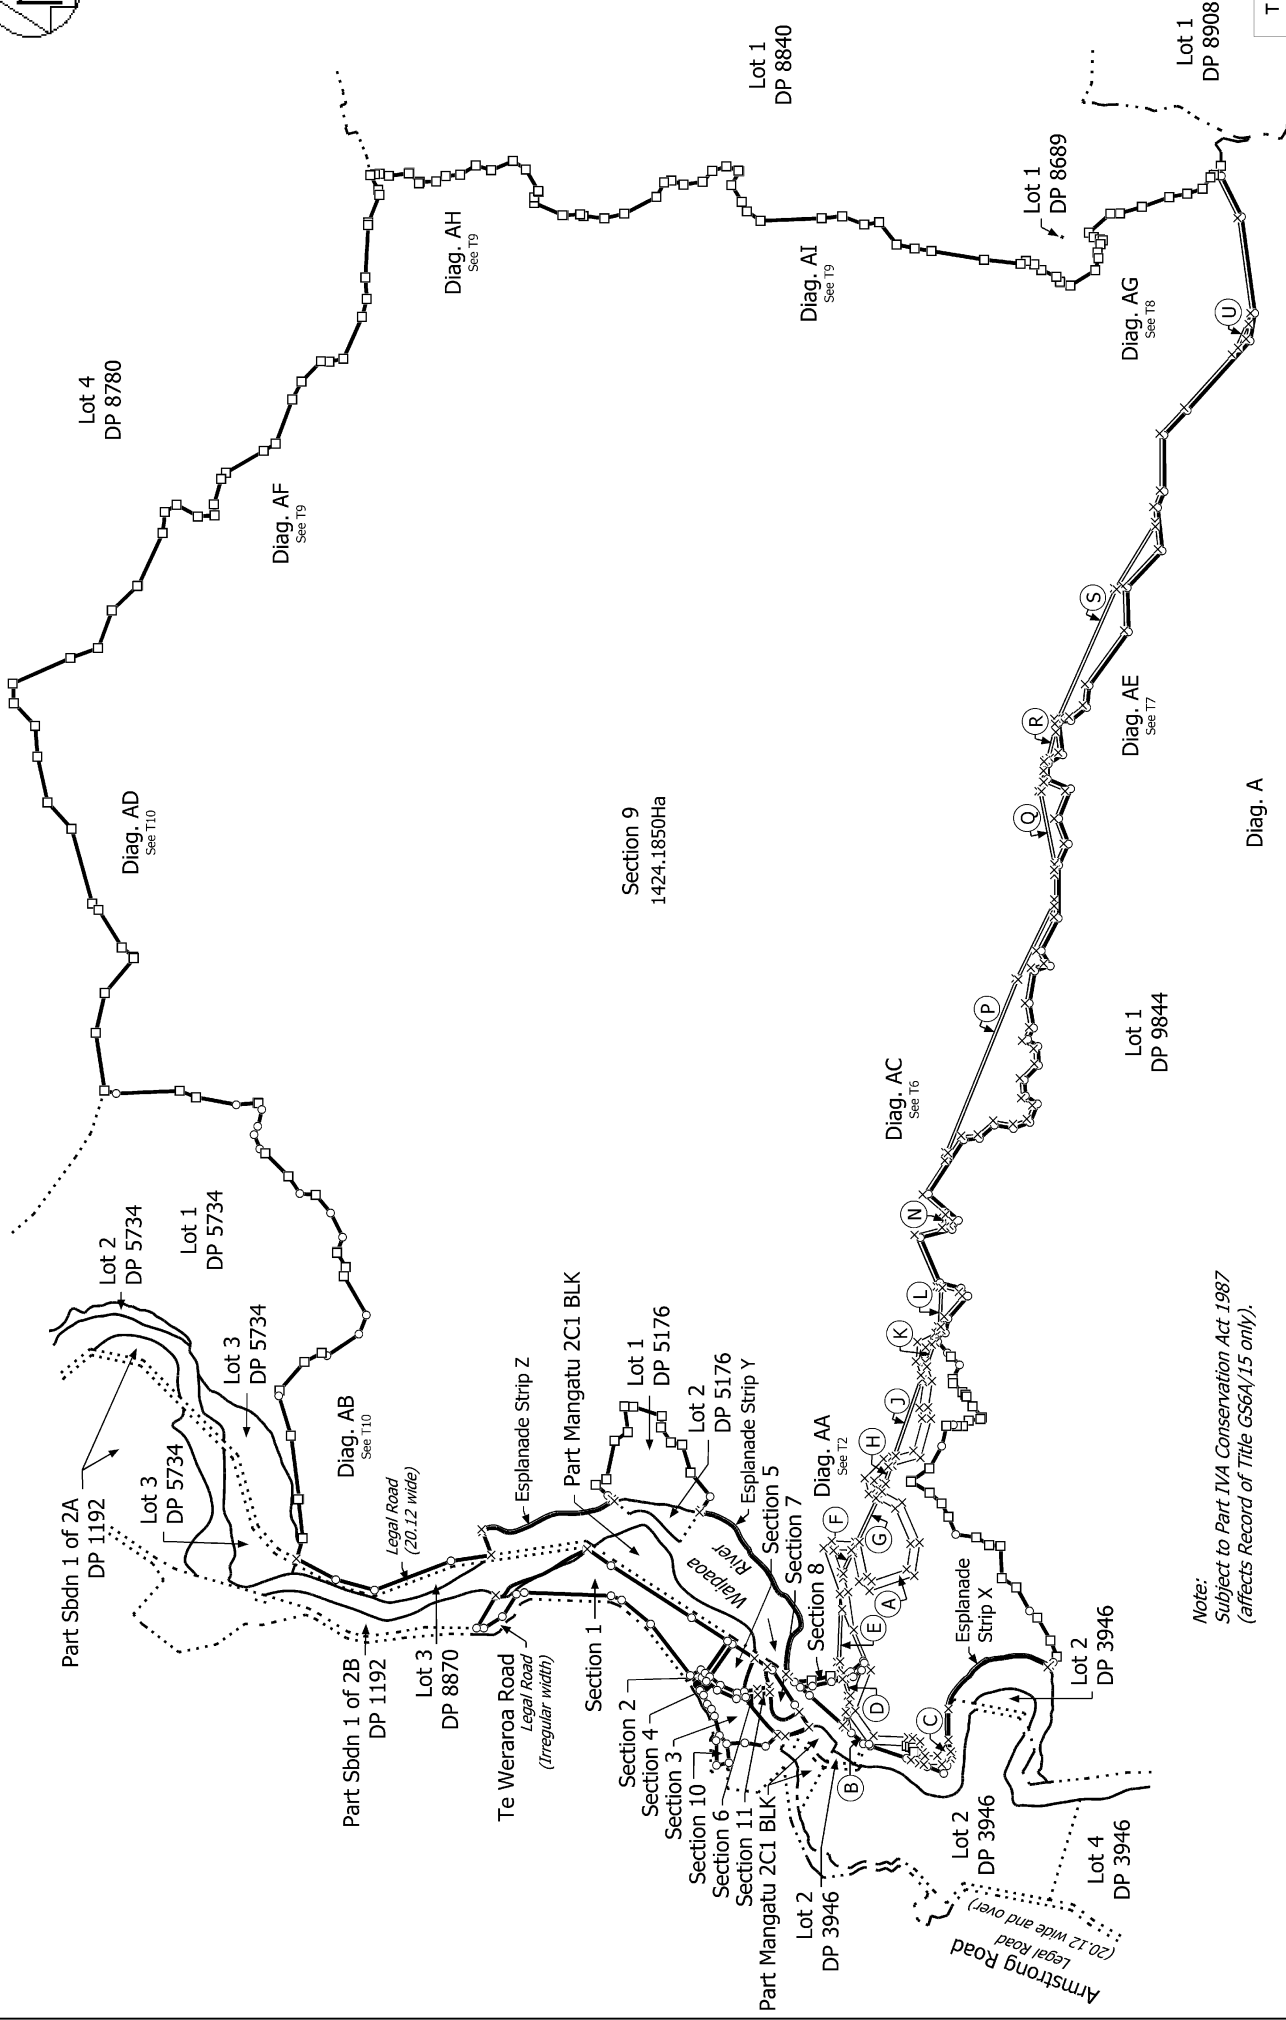 Part Sbdn 1 of 2A
DP 1192
Lot 2
DP 5734
Lot 1
DP 5734
Lot 3
DP 5734
Lot 3
DP 5734
Diag. AB
See T10
Legal Road
(20.12 wide)
Part Sbdn 1 of 2B
DP 1192
Lot 3
DP 8870
Te Weraroa Road
Legal Road
(Irregular width)
Section 1
Esplanade Strip Z
Part Mangatu 2C1 BLK
Lot 1
DP 5176
Lot 2
DP 5176
Esplanade Strip Y
Waipaoa
River
Section 5
Section 7
Section 8
Section 2
Section 4
Section 3
Section 10
Section 6
Section 11
Part Mangatu 2C1 BLK
Lot 2
DP 3946
Diag. AA
See T2
Diag. AD
See T10
Lot 4
DP 8780
Diag. AF
See T9
Diag. AH
See T9
Lot 1
DP 8840
Diag. AI
See T9
Lot 1
DP 8689
Diag. AG
See T8
Lot 1
DP 8908
T
Section 9
1424.1850Ha
Diag. AC
See T6
Diag. AE
See T7
Lot 1
DP 9844
Diag. A
A
B
C
D
E
F
G
H
J
K
L
N
P
Q
R
S
U
Esplanade
Strip X
Lot 2
DP 3946
Lot 2
DP 3946
Lot 4
DP 3946
Armstrong Road
Legal Road
(20.12 wide and over)
Note:
Subject to Part IVA Conservation Act 1987
(affects Record of Title GS6A/15 only).